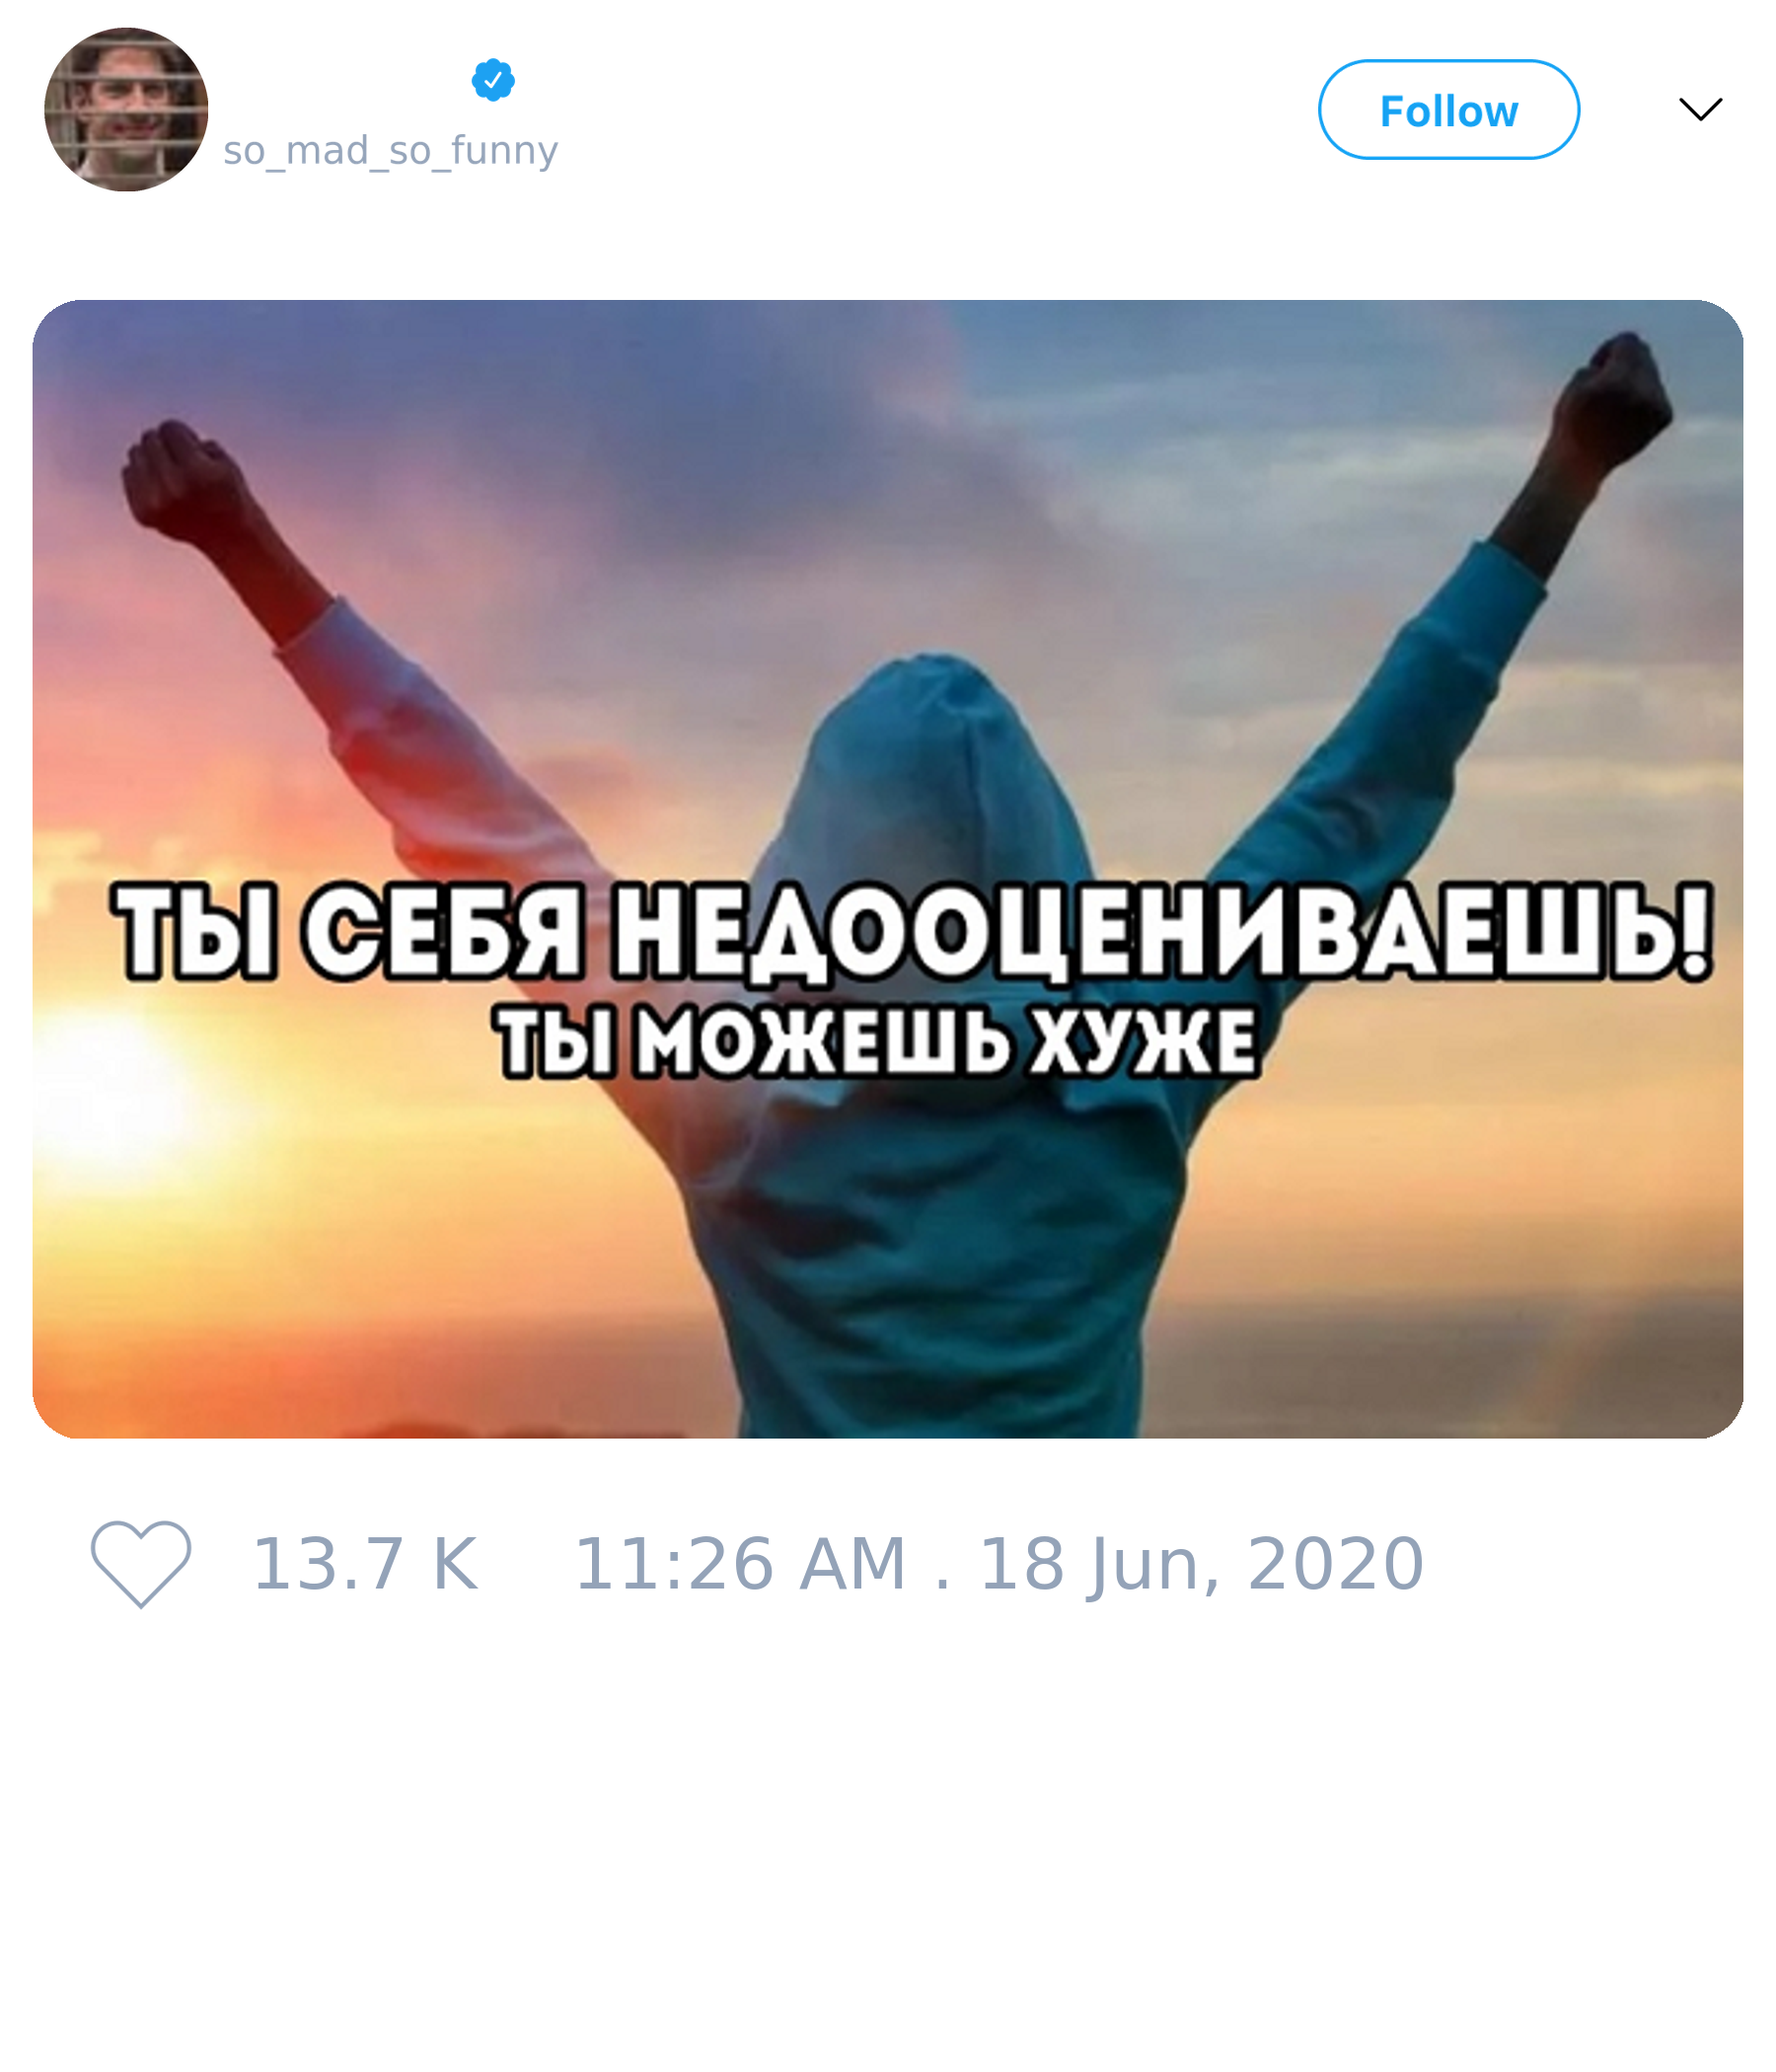 so_mad_so_funny
Follow
ТЫ СЕБЯ НЕДООЦЕНИВАЕШЬ!
ТЫ МОЖЕШЬ ХУЖЕ
13.7 K 11:26 AM . 18 Jun, 2020